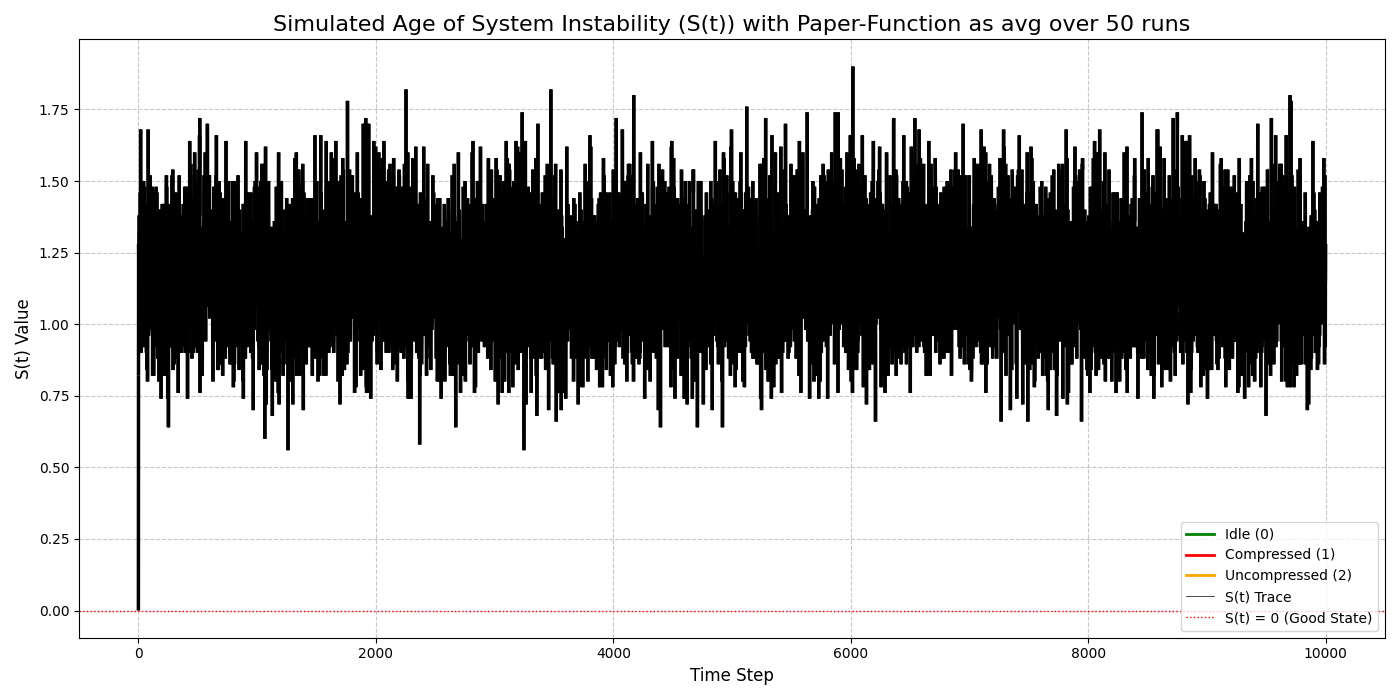 Simulated Age of System Instability (S(t)) with Paper-Function as avg over 50 runs
S(t) Value
1.75
1.50
1.25
1.00
0.75
0.50
0.25
0.00
Idle (0)
Compressed (1)
Uncompressed (2)
S(t) Trace
S(t) = 0 (Good State)
0
2000
4000
6000
8000
10000
Time Step